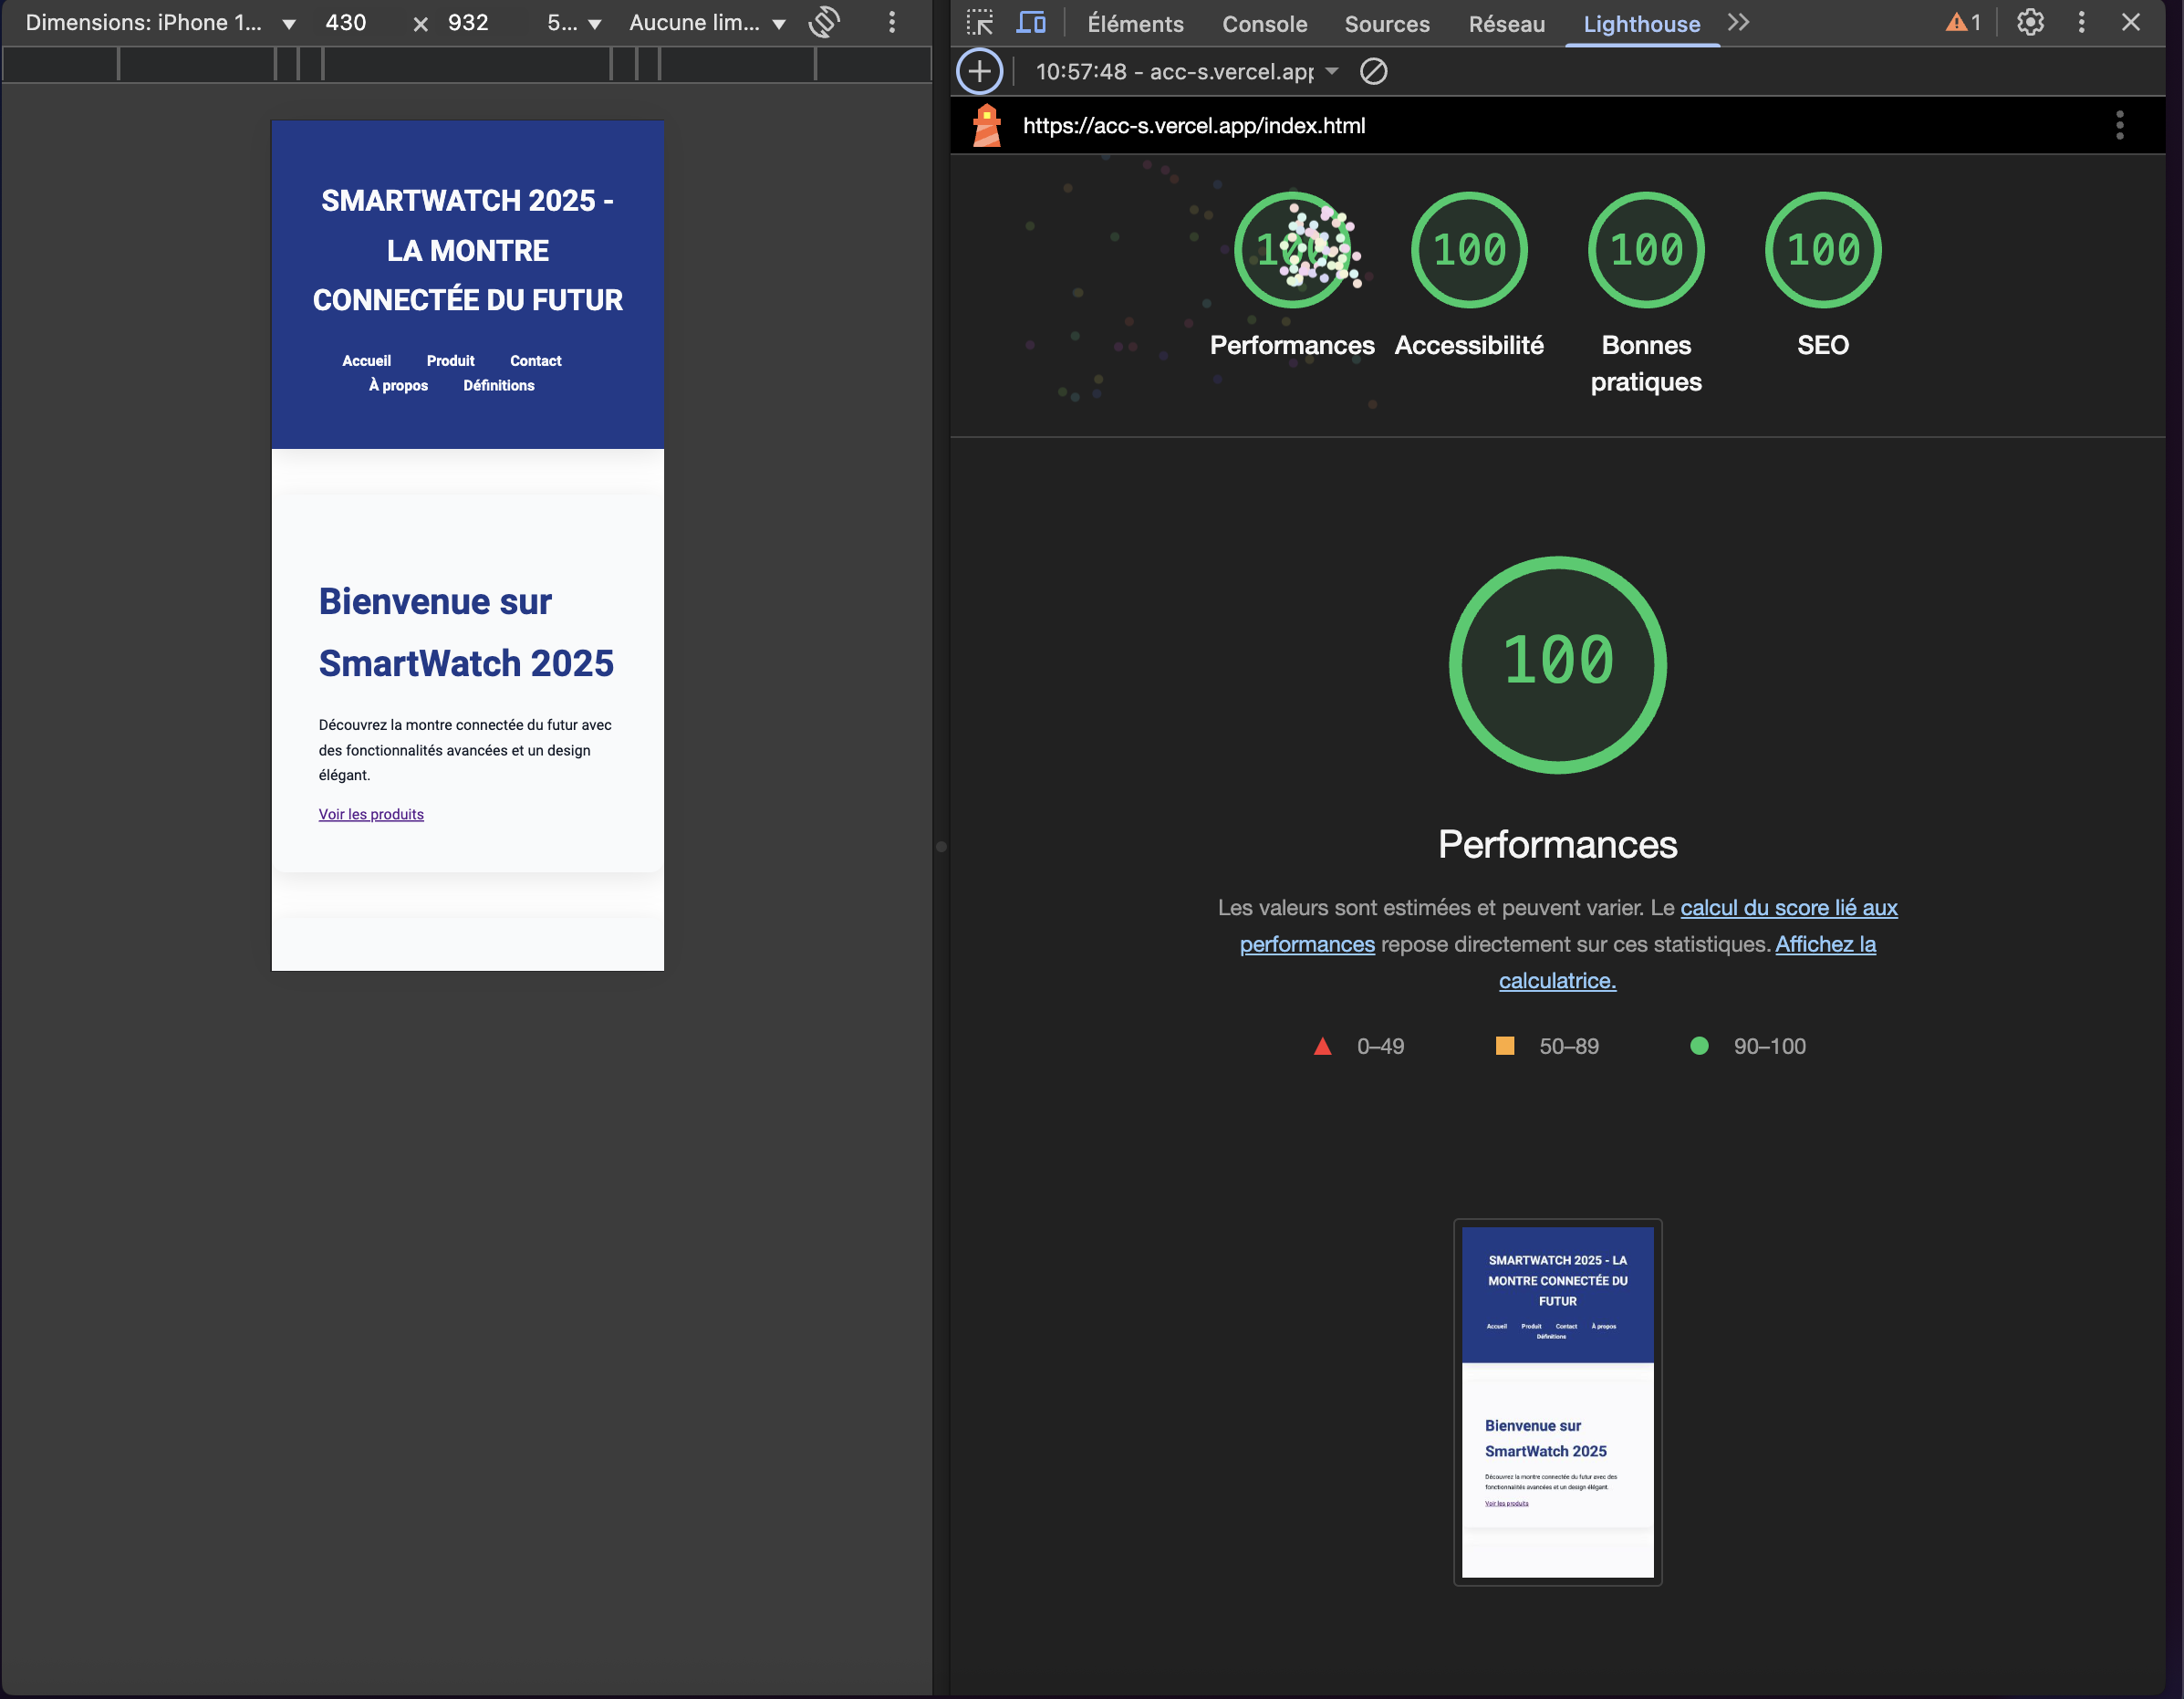 Dimensions: iPhone 1... 430 × 932 5... Aucune lim...
SMARTWATCH 2025 -
LA MONTRE
CONNECTÉE DU FUTUR
Accueil Produit Contact
À propos Définitions
Bienvenue sur
SmartWatch 2025
Découvrez la montre connectée du futur avec
des fonctionnalités avancées et un design
élégant.
Voir les produits
Éléments Console Sources Réseau Lighthouse 1
10:57:48 - acc-s.vercel.app
https://acc-s.vercel.app/index.html
100 100 100 100
Performances Accessibilité Bonnes SEO
pratiques
100
Performances
Les valeurs sont estimées et peuvent varier. Le calcul du score lié aux
performances repose directement sur ces statistiques. Affichez la
calculatrice.
0–49 50–89 90–100
SMARTWATCH 2025 - LA
MONTRE CONNECTÉE DU
FUTUR
Accueil Produit Contact À propos
Définitions
Bienvenue sur
SmartWatch 2025
Découvrez la montre connectée du futur avec des
fonctionnalités avancées et un design élégant.
Voir les produits